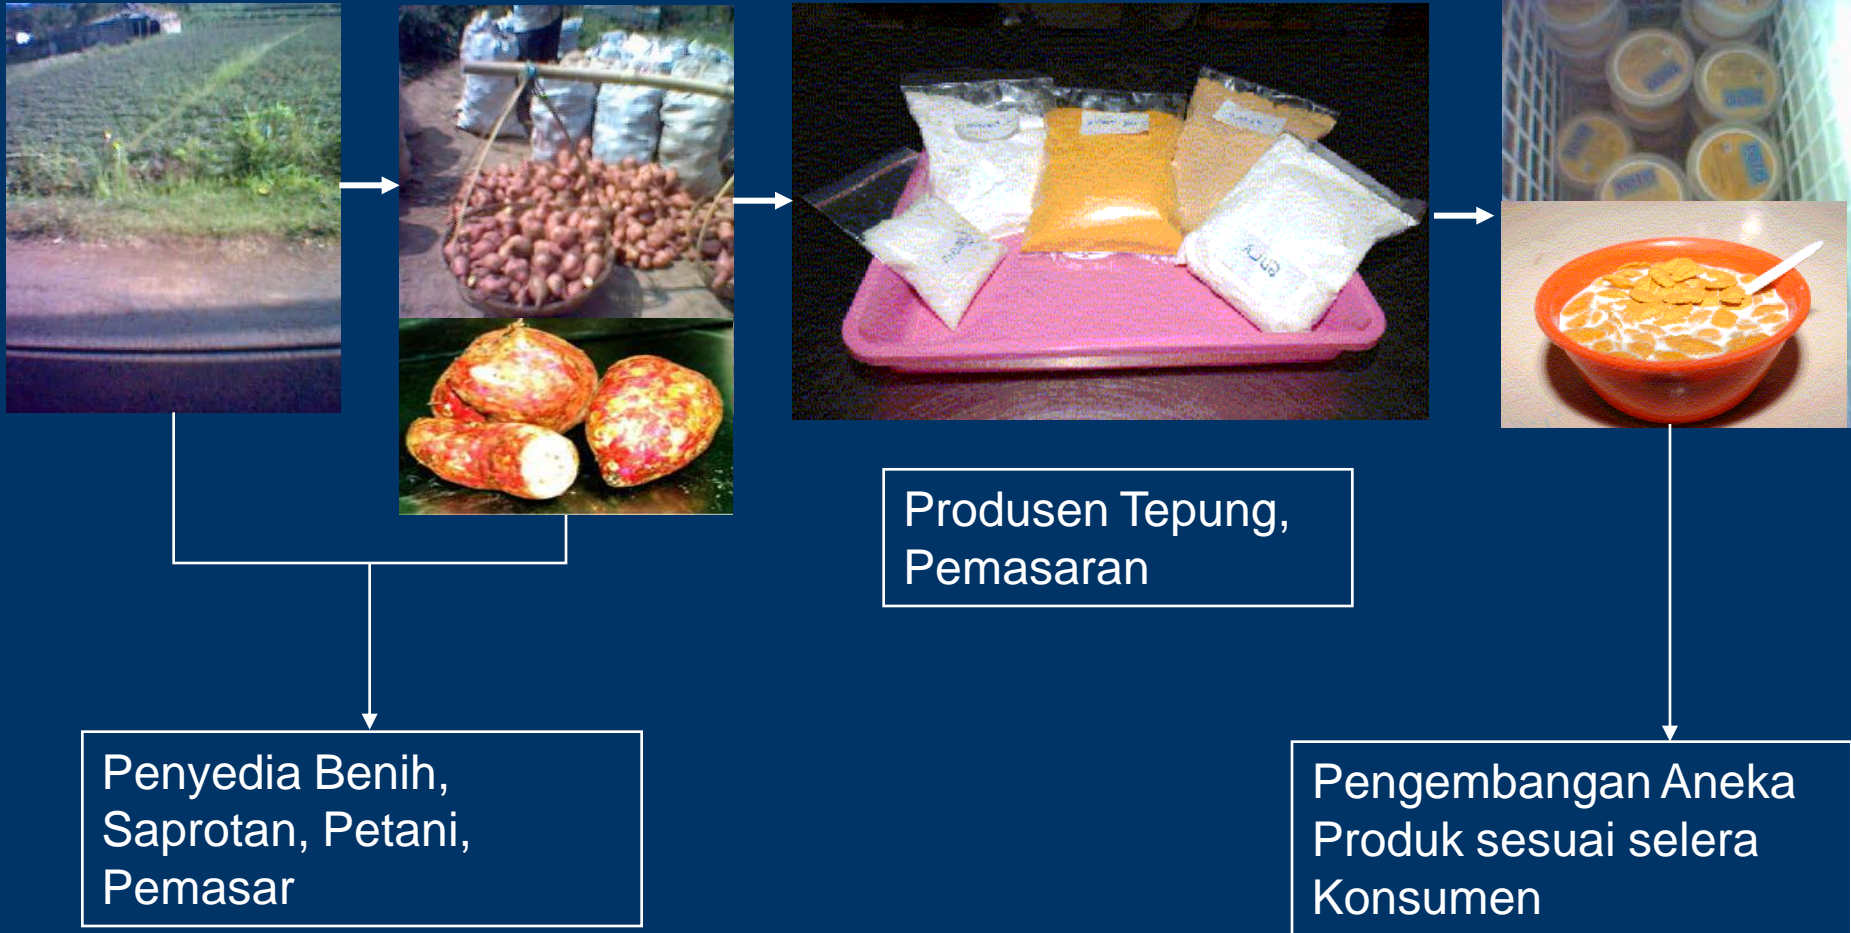 Produsen Tepung,
Pemasaran
Penyedia Benih,
Saprotan, Petani,
Pemasar
Pengembangan Aneka
Produk sesuai selera
Konsumen